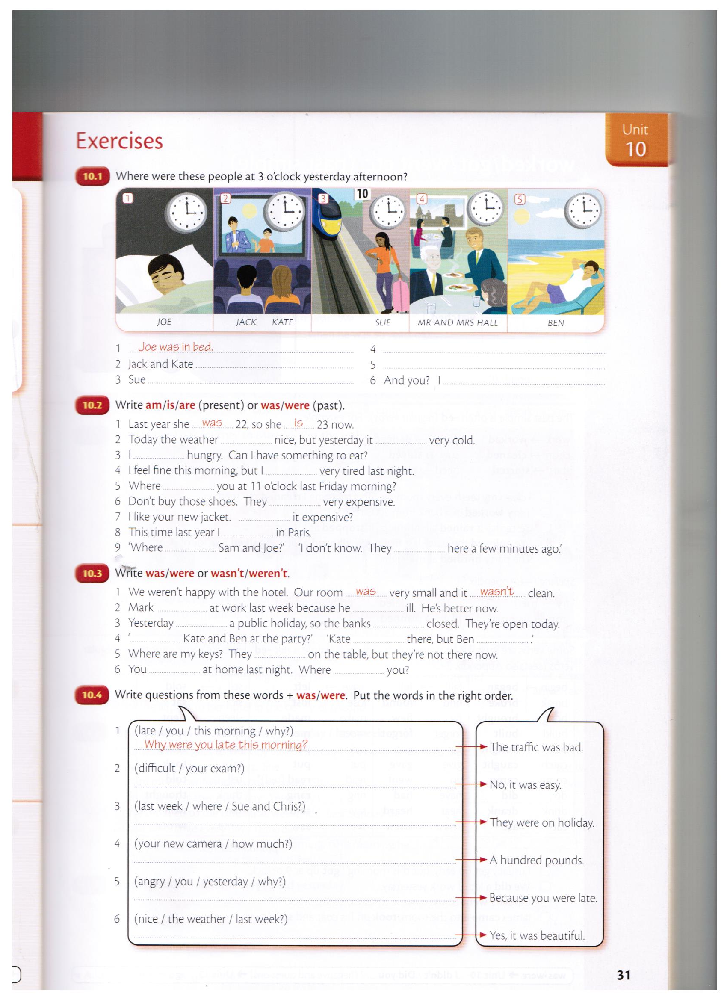 Exercises
Unit
10
10.1 Where were these people at 3 o'clock yesterday afternoon?
1 2 3 10 4 5
JOE JACK KATE SUE MR AND MRS HALL BEN
1 Joe was in bed. 4
2 Jack and Kate 5
3 Sue 6 And you? I
10.2 Write am/is/are (present) or was/were (past).
1 Last year she was 22, so she is 23 now.
2 Today the weather nice, but yesterday it very cold.
3 I hungry. Can I have something to eat?
4 I feel fine this morning, but I very tired last night.
5 Where you at 11 o'clock last Friday morning?
6 Don't buy those shoes. They very expensive.
7 I like your new jacket. it expensive?
8 This time last year I in Paris.
9 'Where Sam and Joe?' 'I don't know. They here a few minutes ago.'
10.3 Write was/were or wasn't/weren't.
1 We weren't happy with the hotel. Our room was very small and it wasn't clean.
2 Mark at work last week because he ill. He's better now.
3 Yesterday a public holiday, so the banks closed. They're open today.
4 ' Kate and Ben at the party?' 'Kate there, but Ben .'
5 Where are my keys? They on the table, but they're not there now.
6 You at home last night. Where you?
10.4 Write questions from these words + was/were. Put the words in the right order.
1 (late / you / this morning / why?)
Why were you late this morning? The traffic was bad.
2 (difficult / your exam?)
No, it was easy.
3 (last week / where / Sue and Chris?)
They were on holiday.
4 (your new camera / how much?)
A hundred pounds.
5 (angry / you / yesterday / why?)
Because you were late.
6 (nice / the weather / last week?)
Yes, it was beautiful.
31